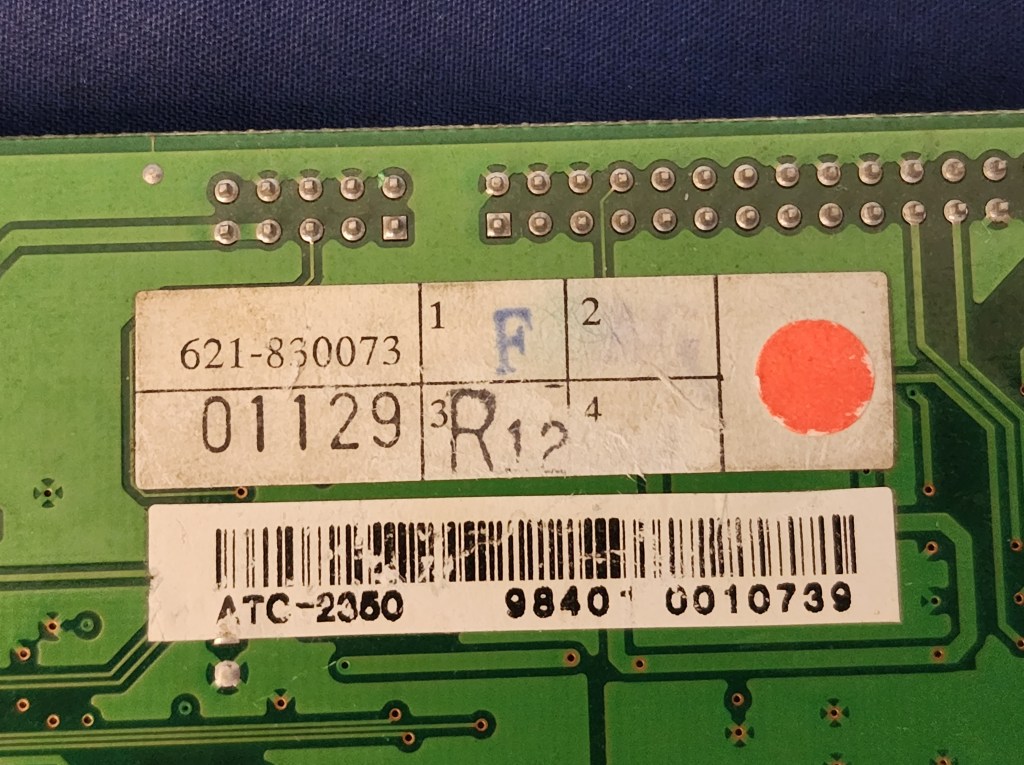 621-830073 1 F 2
01129 3 R12 4
ATC-2350 98401 0010739